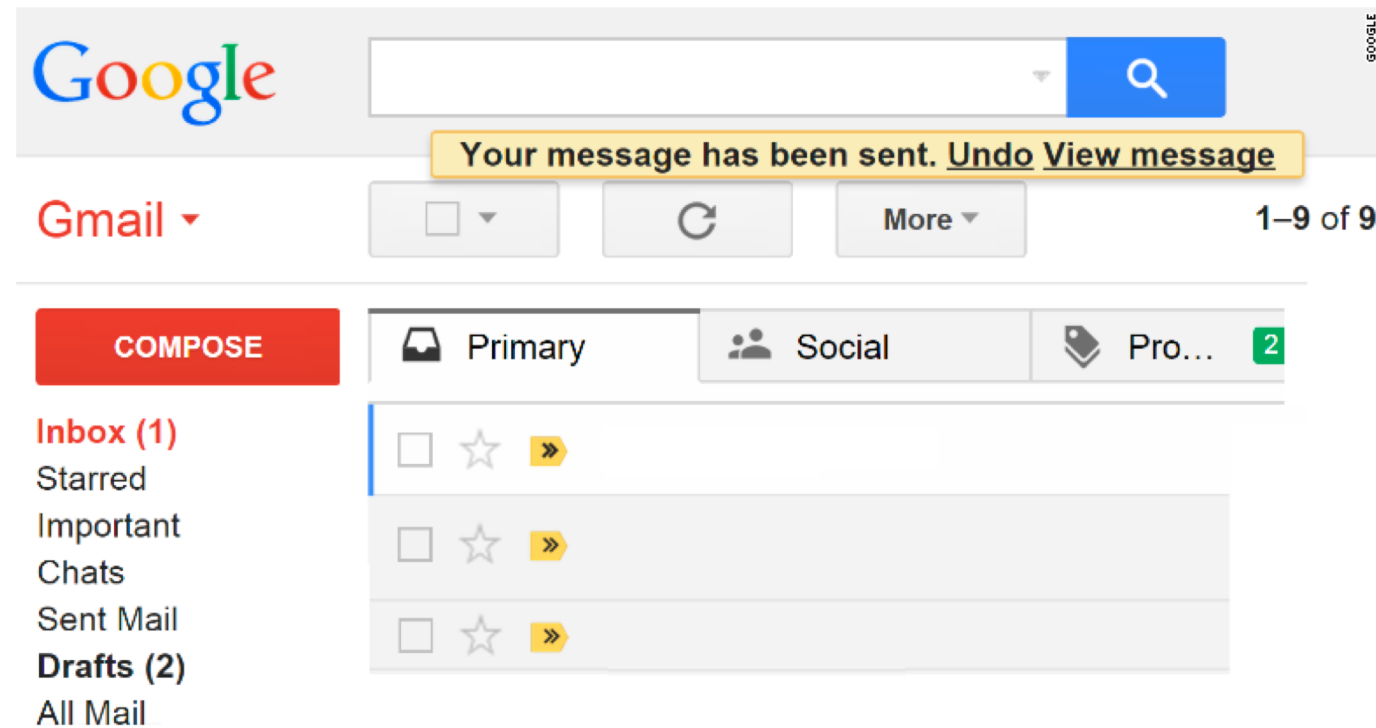 GOOGLE
Google
Your message has been sent. Undo View message
Gmail
More
1–9 of 9
COMPOSE
Primary
Social
Pro...
2
Inbox (1)
Starred
Important
Chats
Sent Mail
Drafts (2)
All Mail